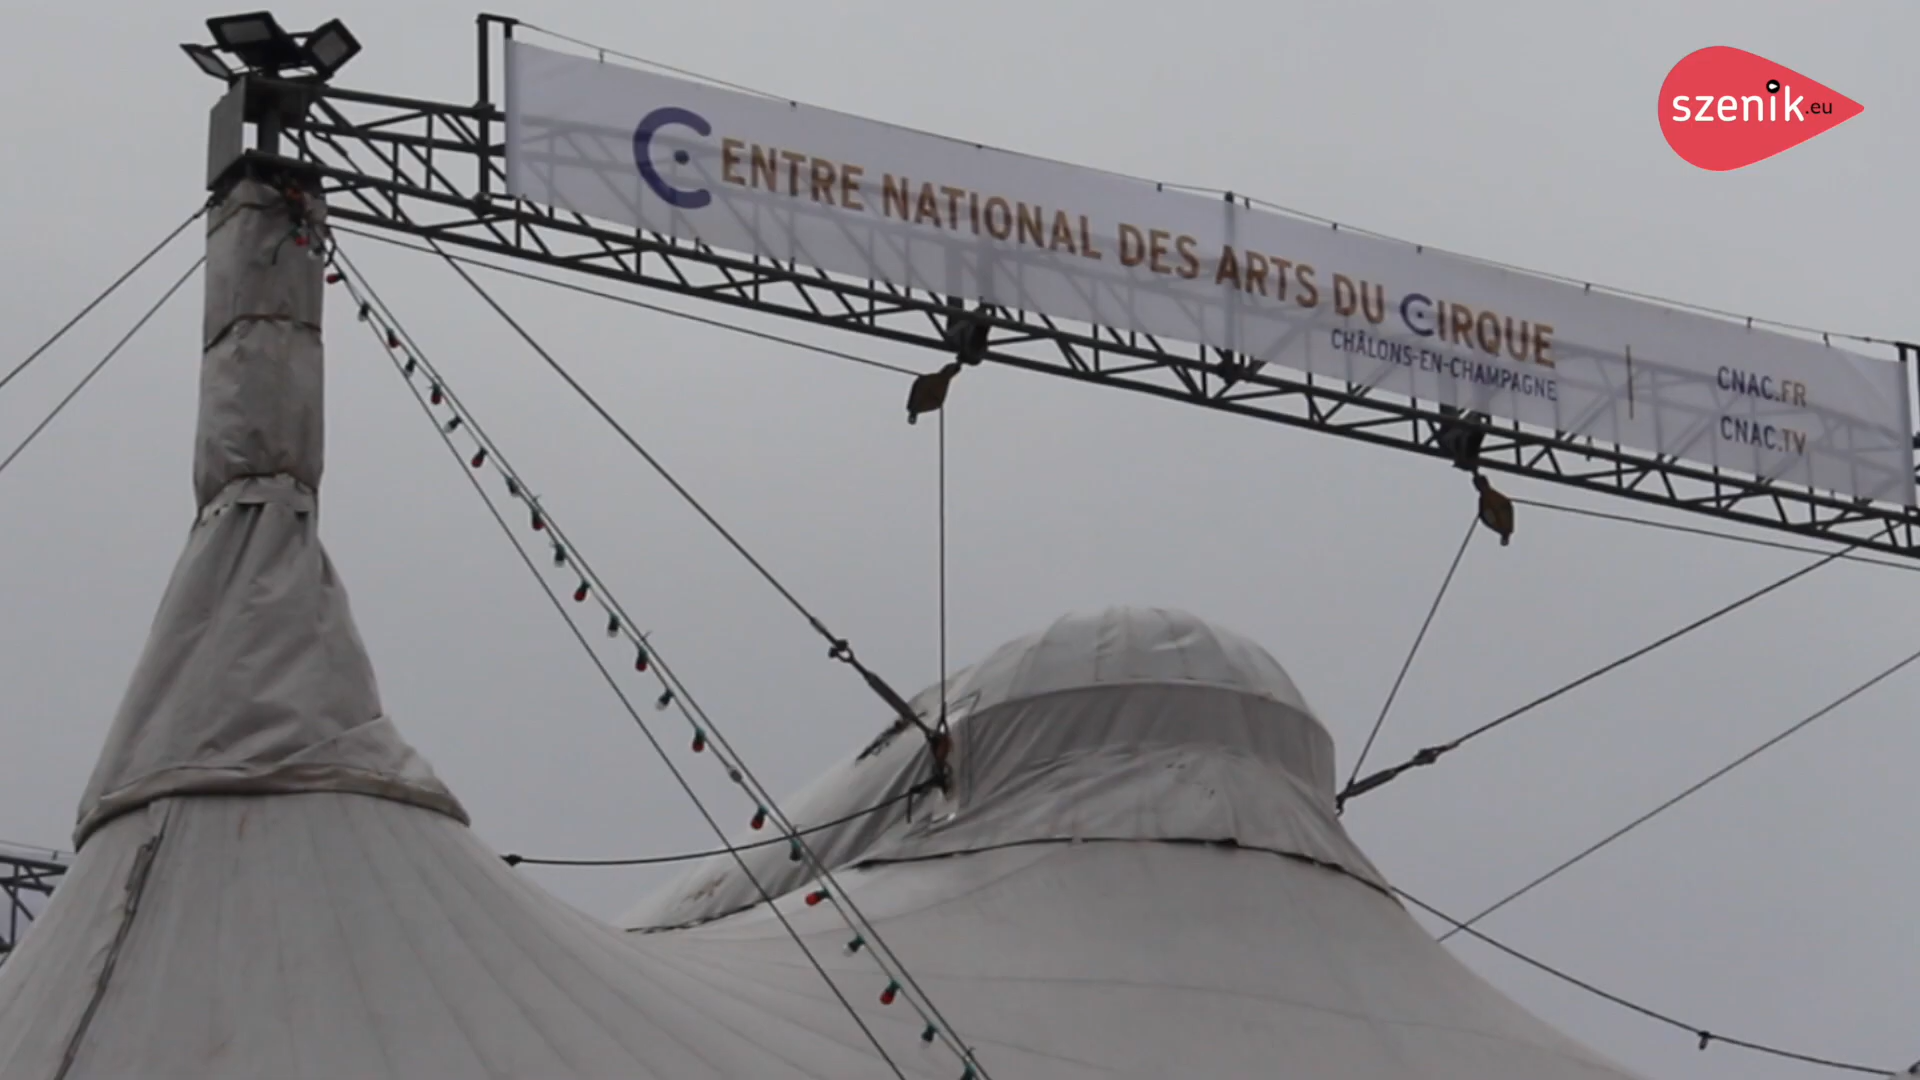 szenik.eu
CENTRE NATIONAL DES ARTS DU CIRQUE
CHÂLONS-EN-CHAMPAGNE
CNAC.FR
CNAC.TV